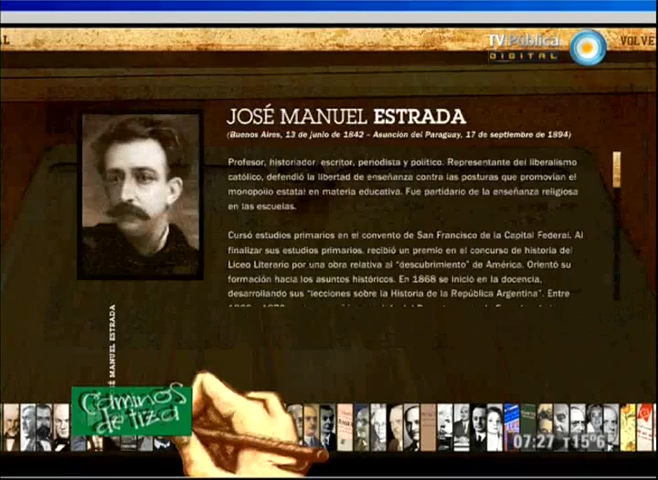 AL
TV Pública
DIGITAL
VOLVE
JOSÉ MANUEL ESTRADA
(Buenos Aires, 13 de junio de 1842 – Asunción del Paraguay, 17 de septiembre de 1894)
Profesor, historiador, escritor, periodista y político. Representante del liberalismo
católico, defendió la libertad de enseñanza contra las posturas que promovían el
monopolio estatal en materia educativa. Fue partidario de la enseñanza religiosa
en las escuelas.
Cursó estudios primarios en el convento de San Francisco de la Capital Federal. Al
finalizar sus estudios primarios, recibió un premio en el concurso de historia del
Liceo Literario por una obra relativa al "descubrimiento" de América. Orientó su
formación hacia los asuntos históricos. En 1868 se inició en la docencia,
desarrollando sus "lecciones sobre la Historia de la República Argentina". Entre
É MANUEL ESTRADA
Caminos
de tiza
07:27 T15°6